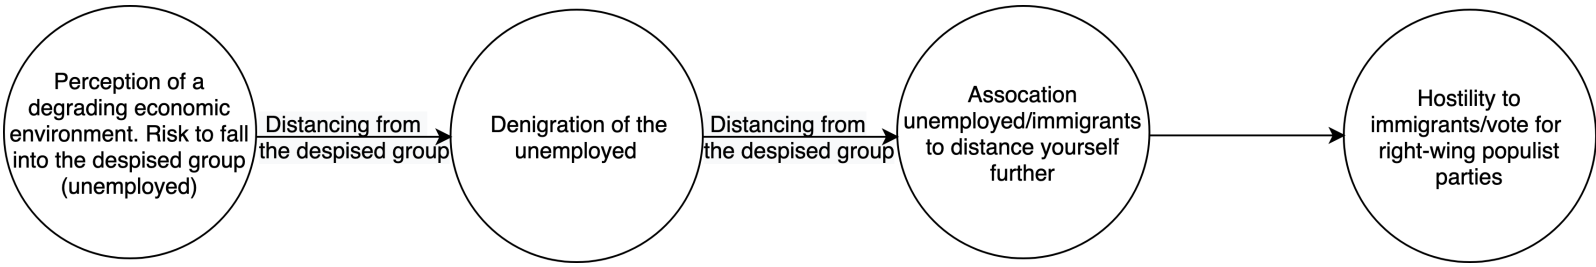 Perception of a
degrading economic
environment. Risk to fall
into the despised group
(unemployed)
Distancing from
the despised group
Denigration of the
unemployed
Distancing from
the despised group
Assocation
unemployed/immigrants
to distance yourself
further
Hostility to
immigrants/vote for
right-wing populist
parties